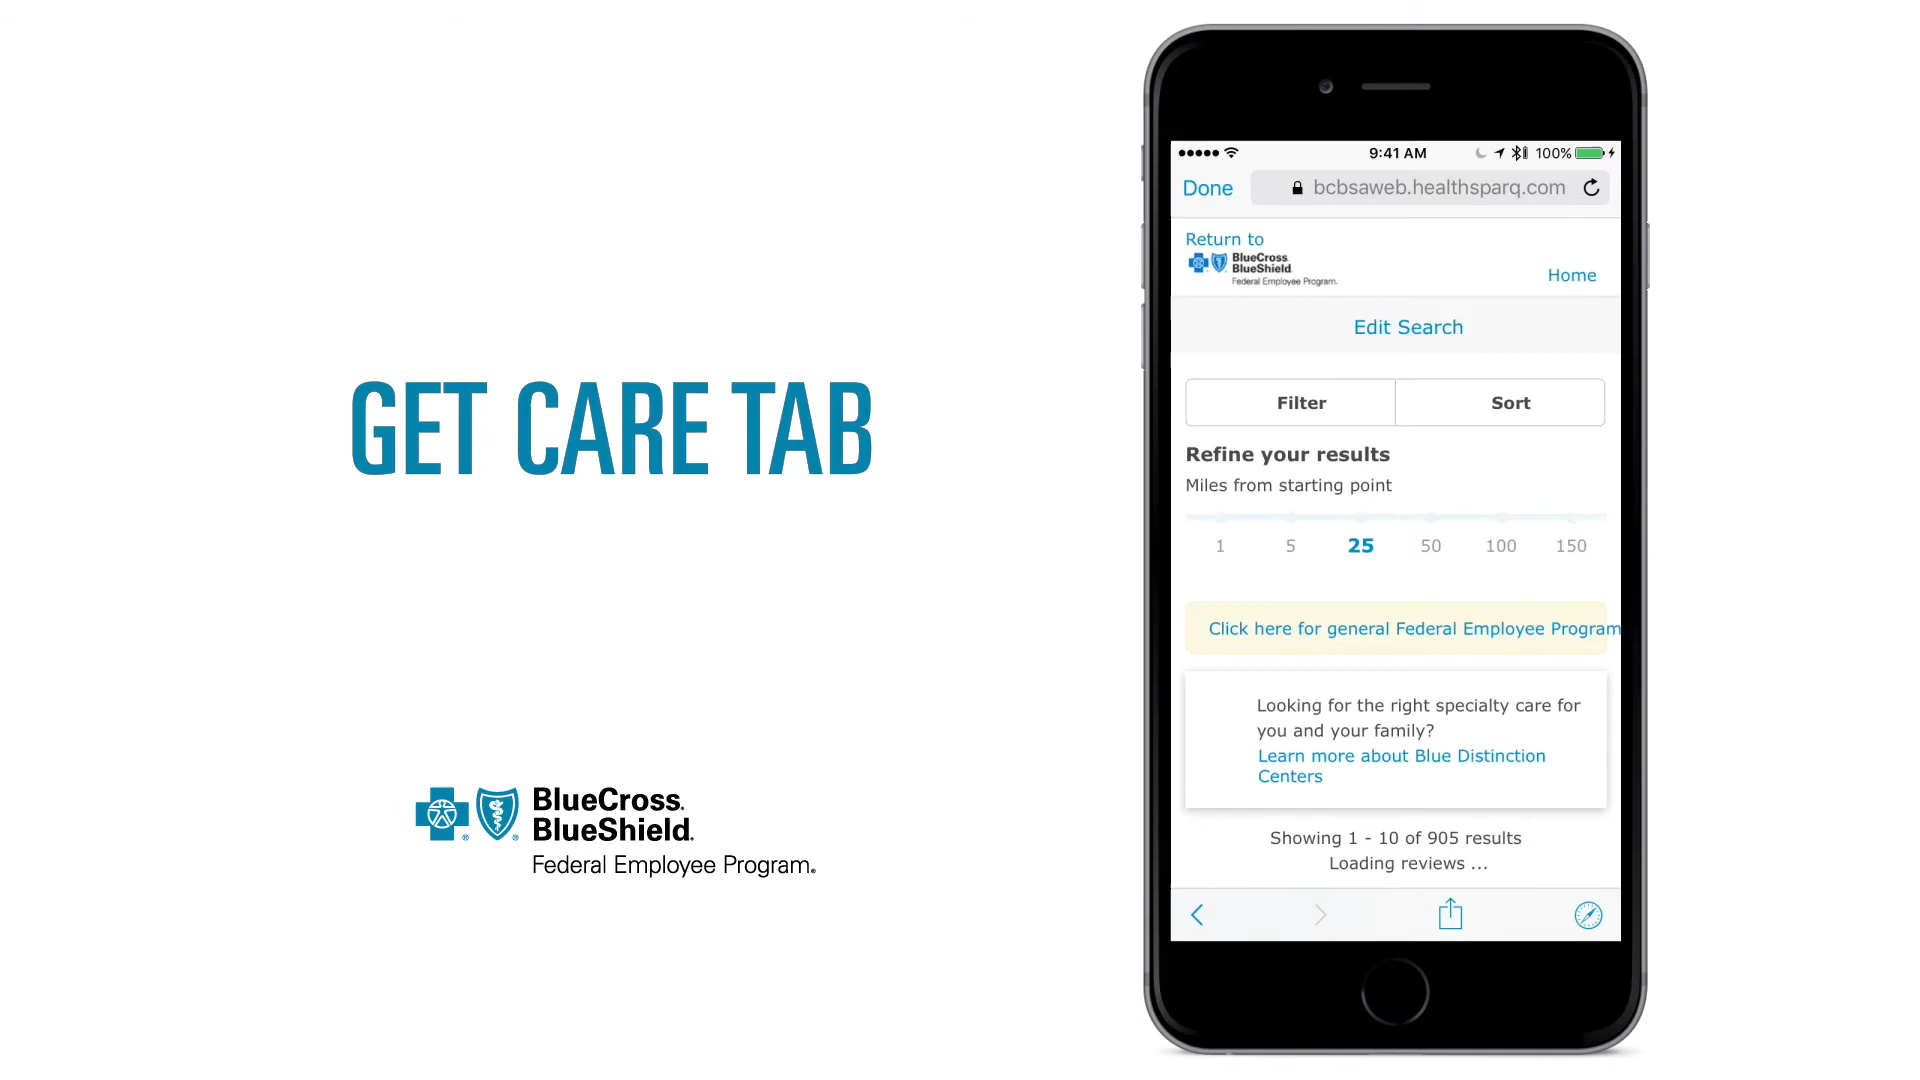 GET CARE TAB
BlueCross.
BlueShield.
Federal Employee Program.
9:41 AM
100%
Done
bcbsaweb.healthsparq.com
Return to
BlueCross
BlueShield
Federal Employee Program.
Home
Edit Search
Filter
Sort
Refine your results
Miles from starting point
1 5 25 50 100 150
Click here for general Federal Employee Program
Looking for the right specialty care for
you and your family?
Learn more about Blue Distinction
Centers
Showing 1 - 10 of 905 results
Loading reviews ...